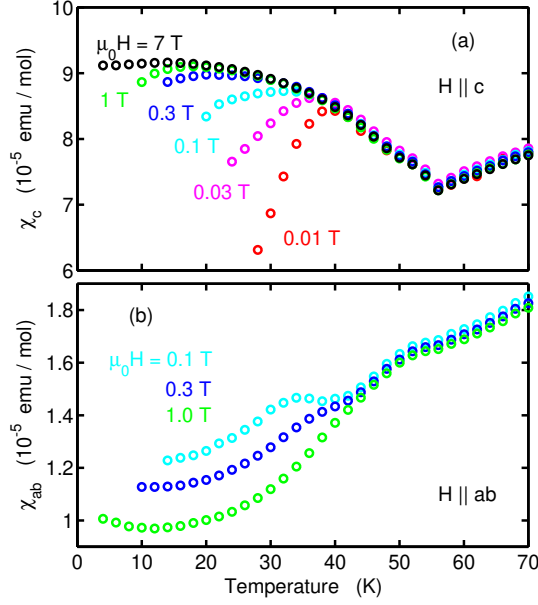 10
9
8
7
6
χc (10-5 emu / mol)
μ0H = 7 T
(a)
H || c
1 T
0.3 T
0.1 T
0.03 T
0.01 T
1.8
1.6
1.4
1.2
1
χab (10-5 emu / mol)
(b)
μ0H = 0.1 T
0.3 T
1.0 T
H || ab
0 10 20 30 40 50 60 70
Temperature (K)